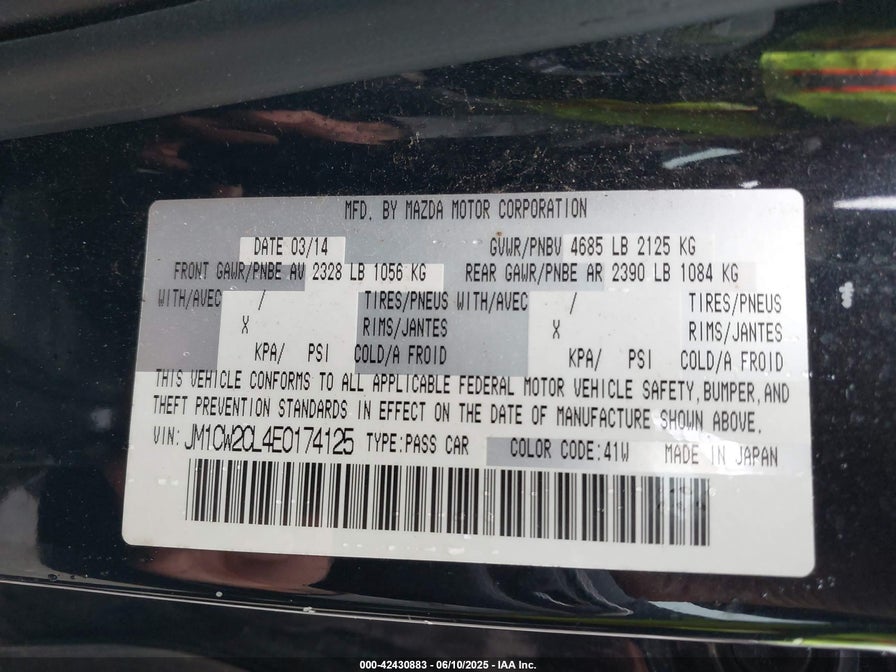 MFD. BY MAZDA MOTOR CORPORATION
DATE 03/14 GVWR/PNBV 4685 LB 2125 KG
FRONT GAWR/PNBE AV 2328 LB 1056 KG REAR GAWR/PNBE AR 2390 LB 1084 KG
WITH/AVEC / TIRES/PNEUS WITH/AVEC / TIRES/PNEUS
X RIMS/JANTES X RIMS/JANTES
KPA/ PSI COLD/A FROID KPA/ PSI COLD/A FROID
THIS VEHICLE CONFORMS TO ALL APPLICABLE FEDERAL MOTOR VEHICLE SAFETY, BUMPER, AND
THEFT PREVENTION STANDARDS IN EFFECT ON THE DATE OF MANUFACTURE SHOWN ABOVE.
VIN: JM1CW2CL4E0174125 TYPE:PASS CAR COLOR CODE:41W MADE IN JAPAN
000-42430883 - 06/10/2025 - IAA Inc.